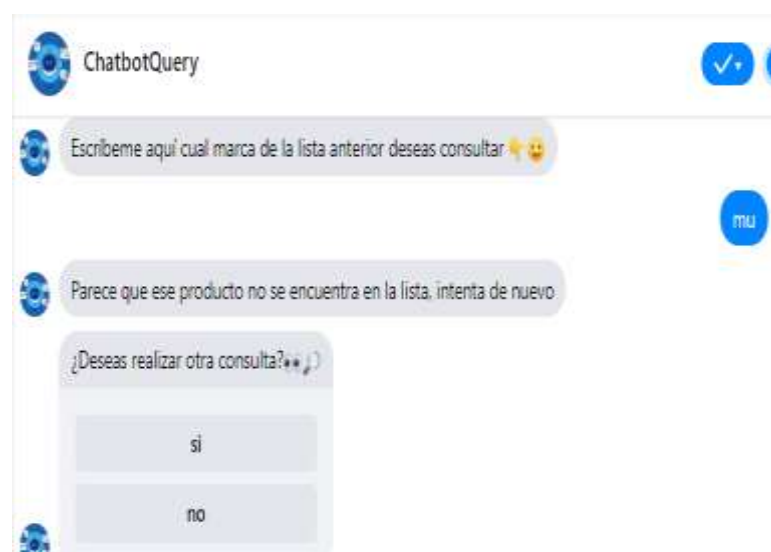 ChatbotQuery
Escríbeme aquí cual marca de la lista anterior deseas consultar👇😀
mu
Parece que ese producto no se encuentra en la lista, intenta de nuevo
¿Deseas realizar otra consulta?👀🔎
si
no